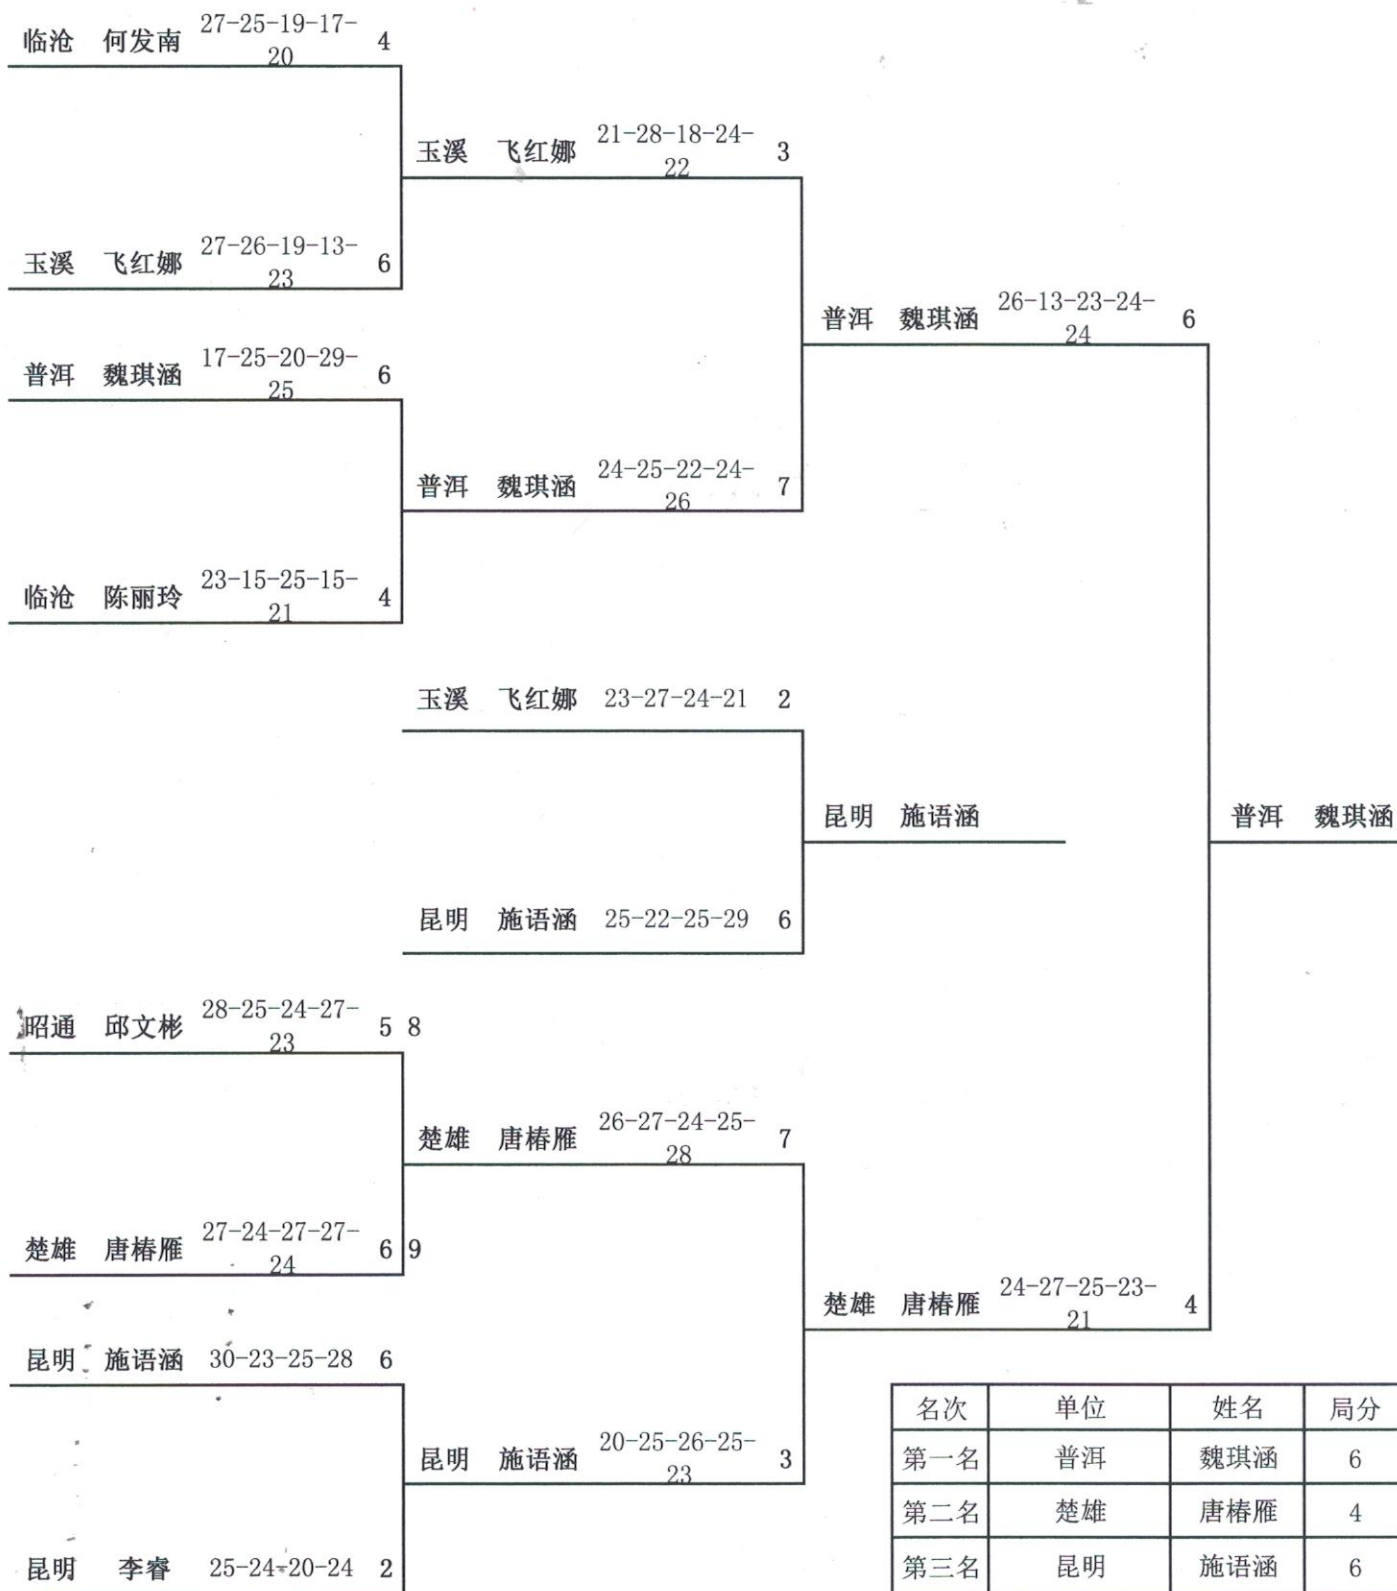 临沧 何发南 27-25-19-17-20 4
玉溪 飞红娜 21-28-18-24-22 3
玉溪 飞红娜 27-26-19-13-23 6
普洱 魏琪涵 26-13-23-24-24 6
普洱 魏琪涵 17-25-20-29-25 6
普洱 魏琪涵 24-25-22-24-26 7
临沧 陈丽玲 23-15-25-15-21 4
玉溪 飞红娜 23-27-24-21 2
昆明 施语涵
普洱 魏琪涵
昆明 施语涵 25-22-25-29 6
昭通 邱文彬 28-25-24-27-23 5 8
楚雄 唐椿雁 26-27-24-25-28 7
楚雄 唐椿雁 27-24-27-27-24 6 9
楚雄 唐椿雁 24-27-25-23-21 4
昆明 施语涵 30-23-25-28 6
昆明 施语涵 20-25-26-25-23 3
昆明 李睿 25-24-20-24 2
名次 单位 姓名 局分
第一名 普洱 魏琪涵 6
第二名 楚雄 唐椿雁 4
第三名 昆明 施语涵 6